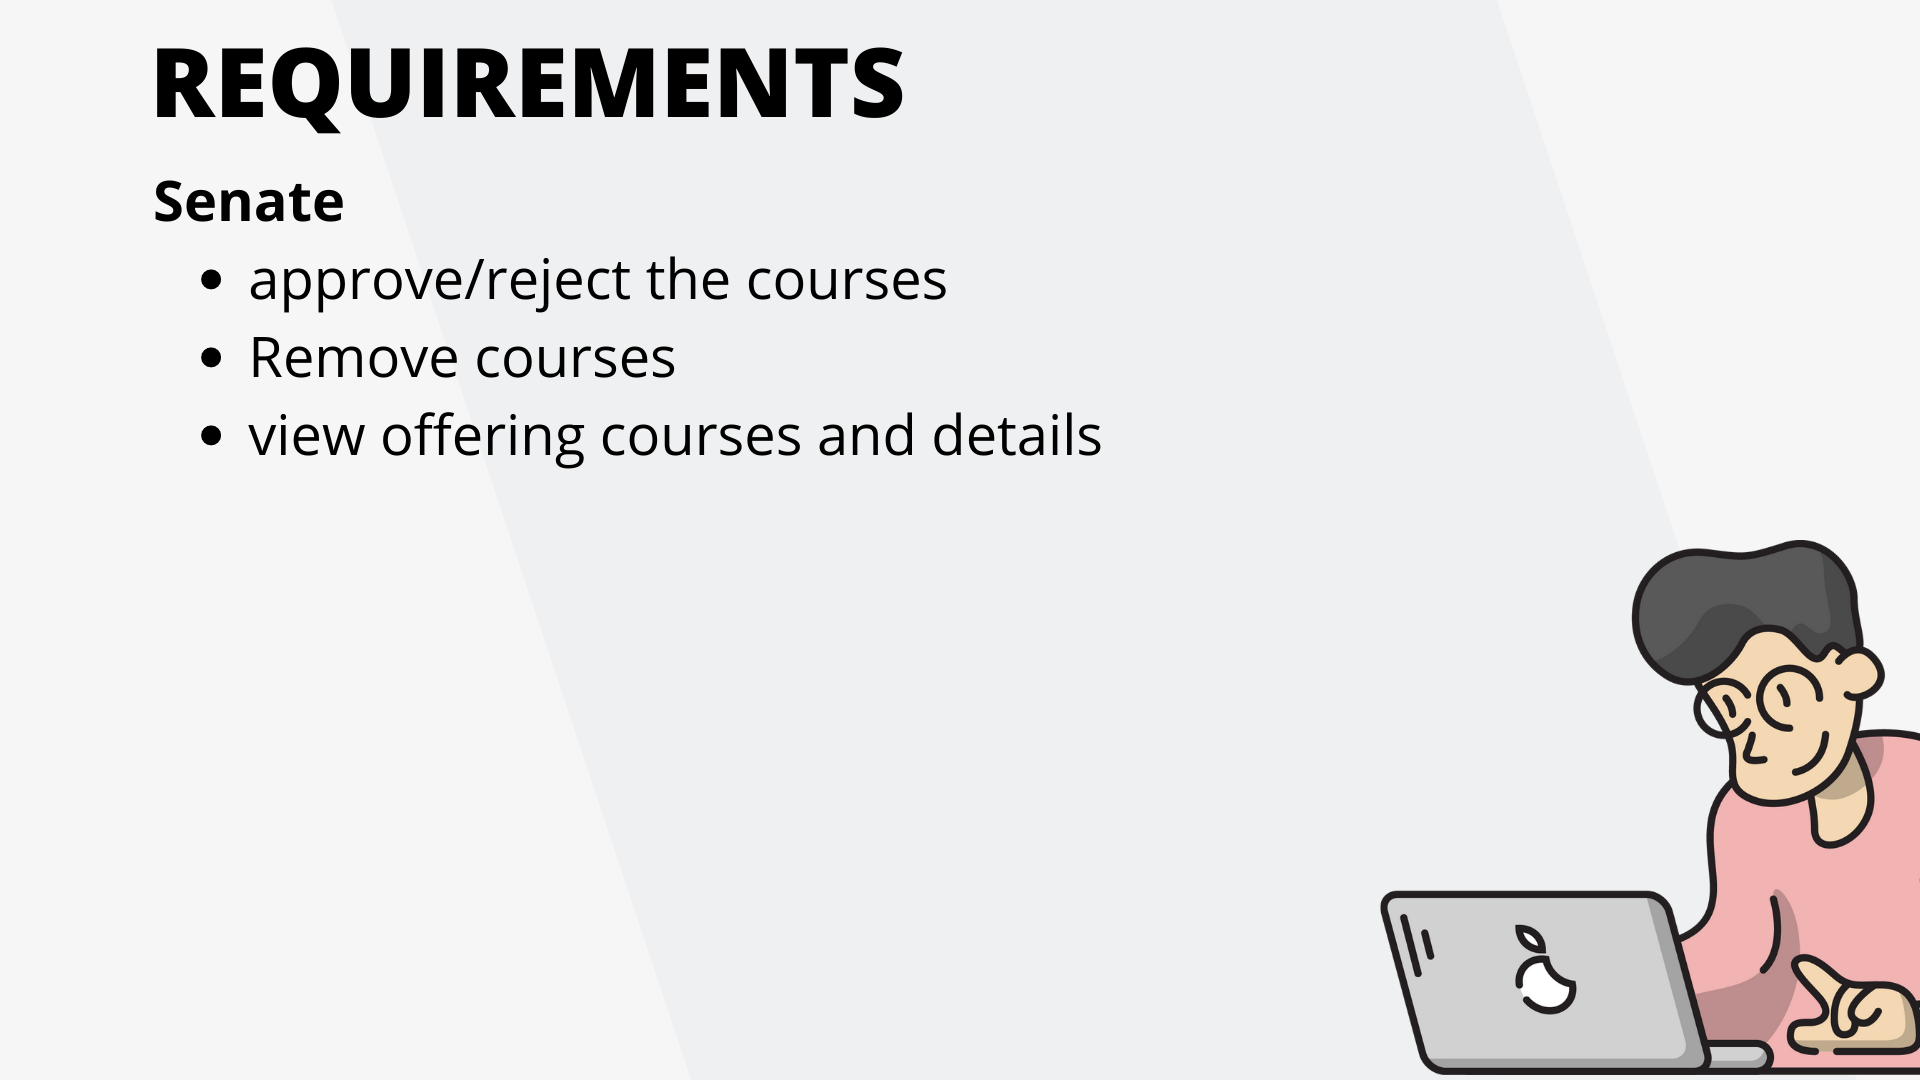 REQUIREMENTS
Senate
• approve/reject the courses
• Remove courses
• view offering courses and details